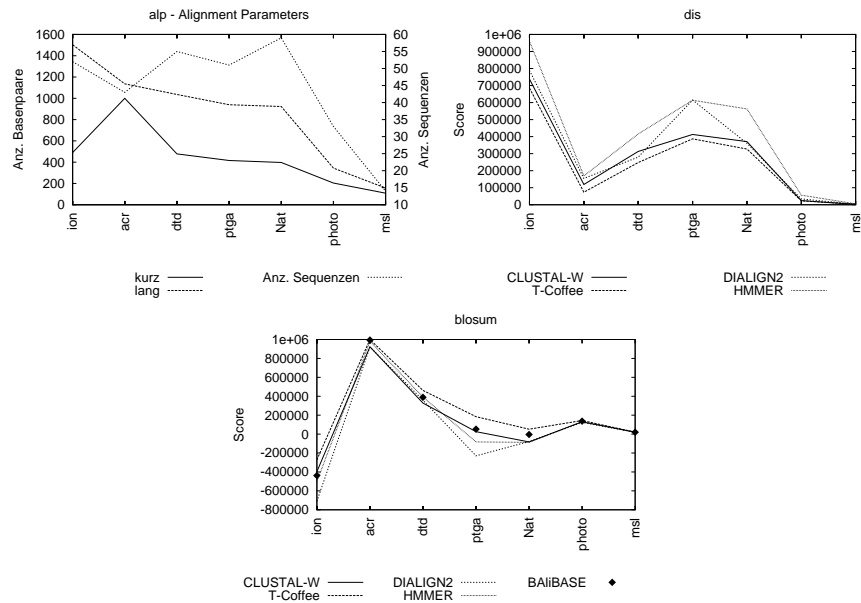 alp - Alignment Parameters
1600
1400
1200
1000
800
600
400
200
0
Anz. Basenpaare
60
55
50
45
40
35
30
25
20
15
10
Anz. Sequenzen
ion
acr
dtd
ptga
Nat
photo
msl
kurz
lang
Anz. Sequenzen
dis
1e+06
900000
800000
700000
600000
500000
400000
300000
200000
100000
0
Score
ion
acr
dtd
ptga
Nat
photo
msl
CLUSTAL-W
T-Coffee
DIALIGN2
HMMER
blosum
1e+06
800000
600000
400000
200000
0
-200000
-400000
-600000
-800000
Score
ion
acr
dtd
ptga
Nat
photo
msl
CLUSTAL-W
T-Coffee
DIALIGN2
HMMER
BAliBASE